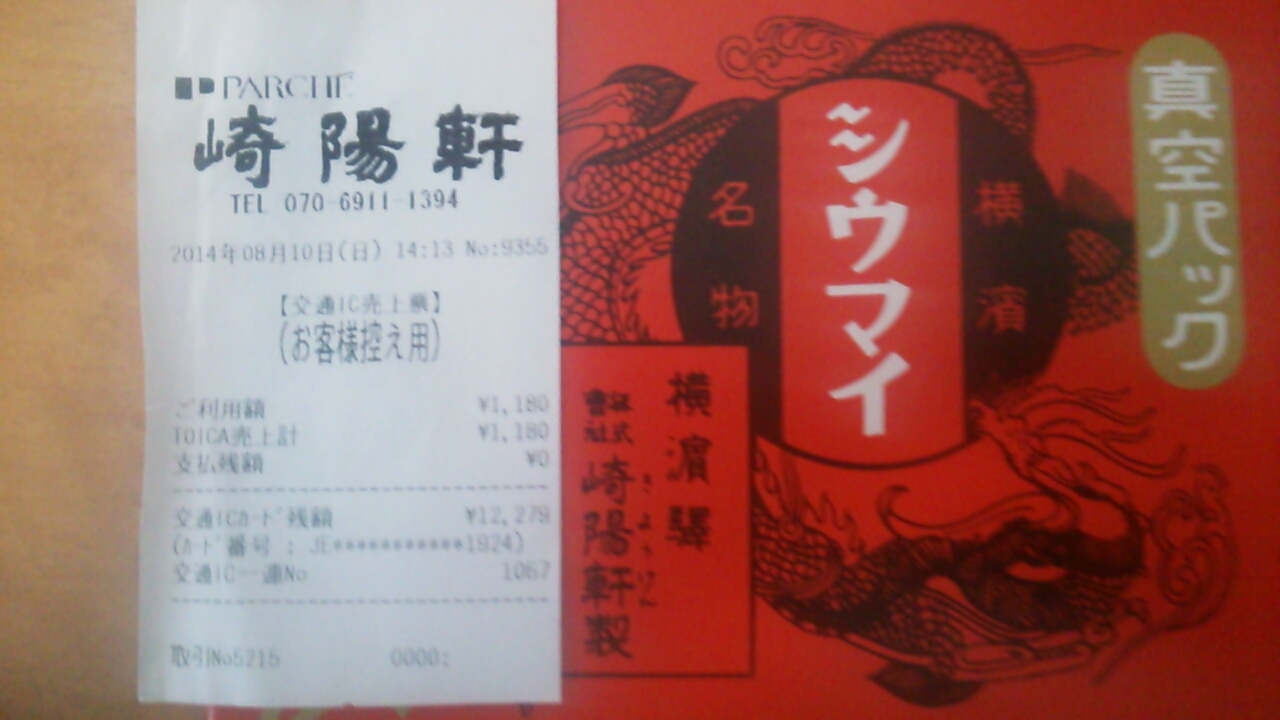 PARCHE
崎陽軒
TEL 070-6911-1394
2014年08月10日(日) 14:13 No:9355
【交通IC売上票】
(お客様控え用)
ご利用額 ¥1,180
TOICA売上計 ¥1,180
支払残額 ¥0
交通ICカード残額 ¥12,279
(カード番号 : JE***********1924)
交通IC一連No 1067
取引No5215 0000:
真空パック
横濱
シウマイ
名物
横濱驛
株式會社
崎陽軒製
きようけん